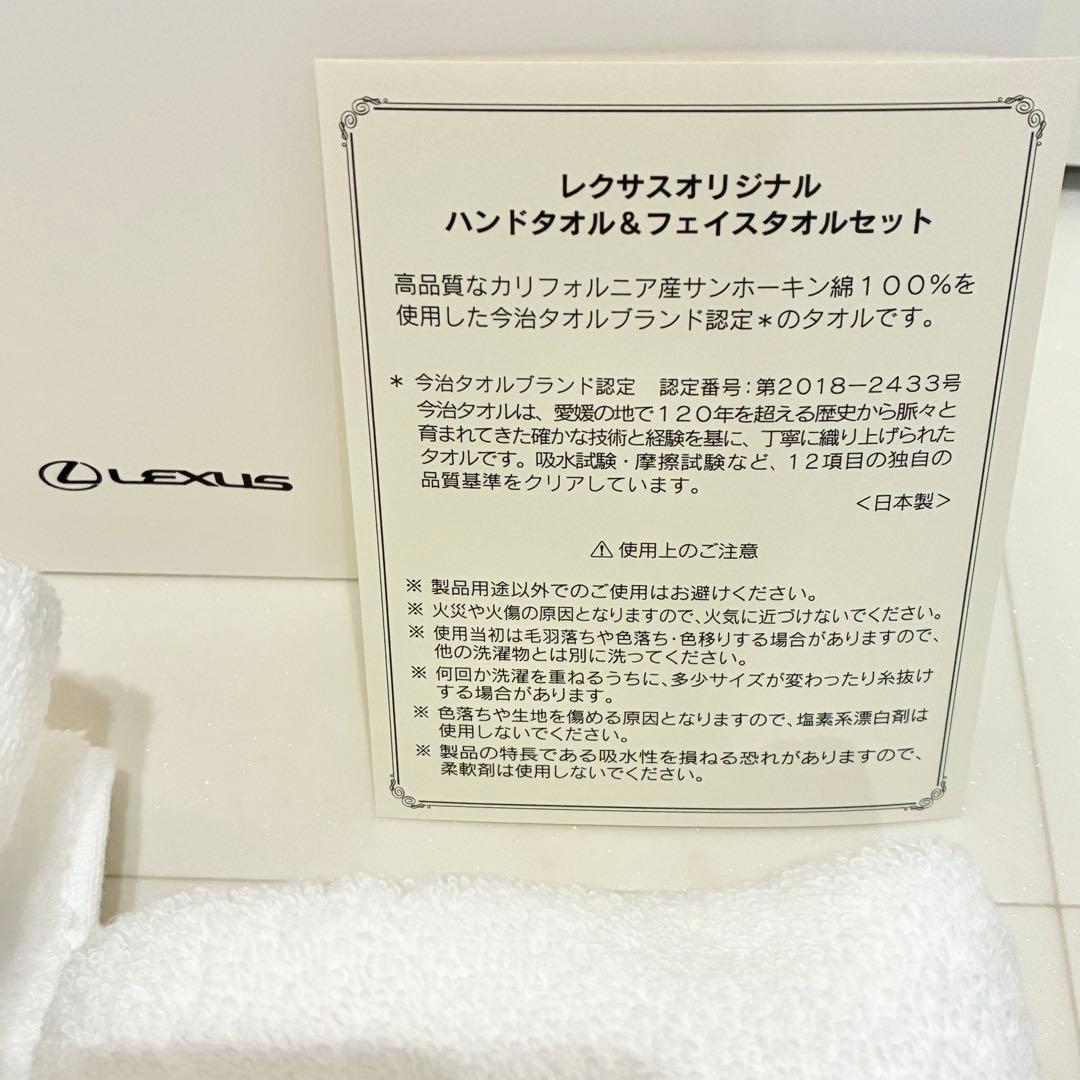 レクサスオリジナル
ハンドタオル＆フェイスタオルセット
高品質なカリフォルニア産サンホーキン綿１００％を
使用した今治タオルブランド認定＊のタオルです。
＊ 今治タオルブランド認定　認定番号：第２０１８－２４３３号
今治タオルは、愛媛の地で１２０年を超える歴史から脈々と
育まれてきた確かな技術と経験を基に、丁寧に織り上げられた
タオルです。吸水試験・摩擦試験など、１２項目の独自の
品質基準をクリアしています。
＜日本製＞
⚠ 使用上のご注意
※ 製品用途以外でのご使用はお避けください。
※ 火災や火傷の原因となりますので、火気に近づけないでください。
※ 使用当初は毛羽落ちや色落ち・色移りする場合がありますので、
他の洗濯物とは別に洗ってください。
※ 何回か洗濯を重ねるうちに、多少サイズが変わったり糸抜け
する場合があります。
※ 色落ちや生地を傷める原因となりますので、塩素系漂白剤は
使用しないでください。
※ 製品の特長である吸水性を損ねる恐れがありますので、
柔軟剤は使用しないでください。
LEXUS